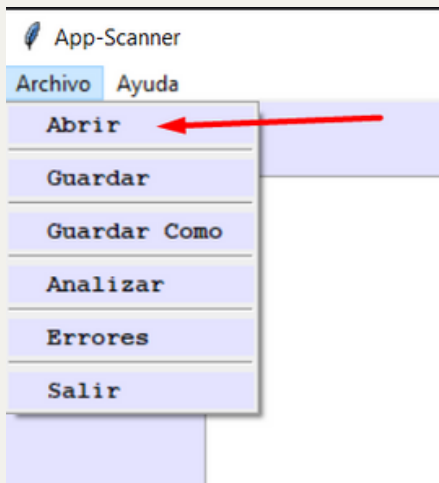 App-Scanner
Archivo Ayuda
Abrir
Guardar
Guardar Como
Analizar
Errores
Salir